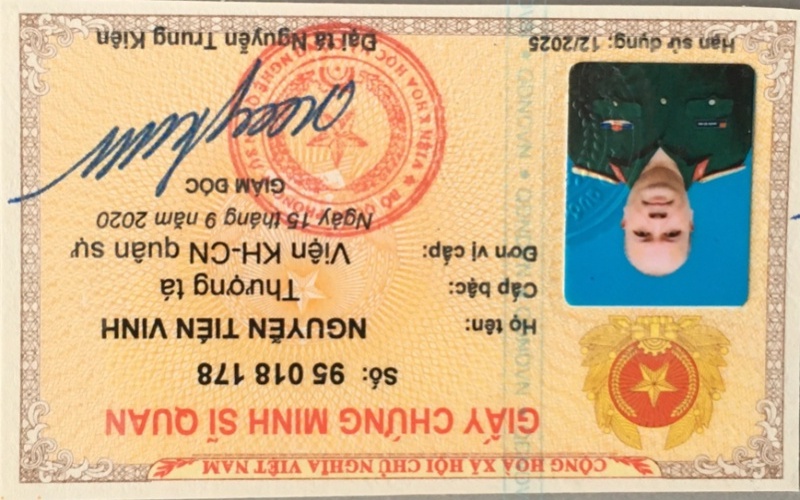 CỘNG HÒA XÃ HỘI CHỦ NGHĨA VIỆT NAM
GIẤY CHỨNG MINH SĨ QUAN
Số: 95 018 178
Họ tên: NGUYỄN TIẾN VINH
Cấp bậc: Thượng tá
Đơn vị cấp: Viện KH-CN quân sự
Ngày 15 tháng 9 năm 2020
GIÁM ĐỐC
Hạn sử dụng: 12/2025
Đại tá Nguyễn Trung Kiên